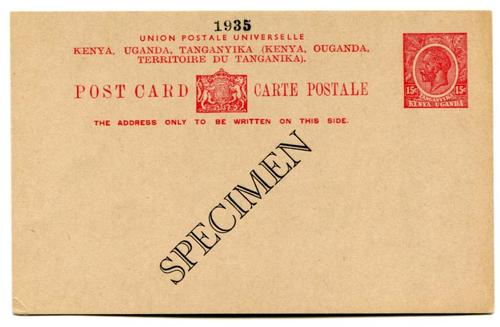 1935
UNION POSTALE UNIVERSELLE
KENYA, UGANDA, TANGANYIKA (KENYA, OUGANDA,
TERRITOIRE DU TANGANIKA).
POST CARD CARTE POSTALE
15c 15c
TANGANYIKA
KENYA UGANDA
THE ADDRESS ONLY TO BE WRITTEN ON THIS SIDE.
SPECIMEN